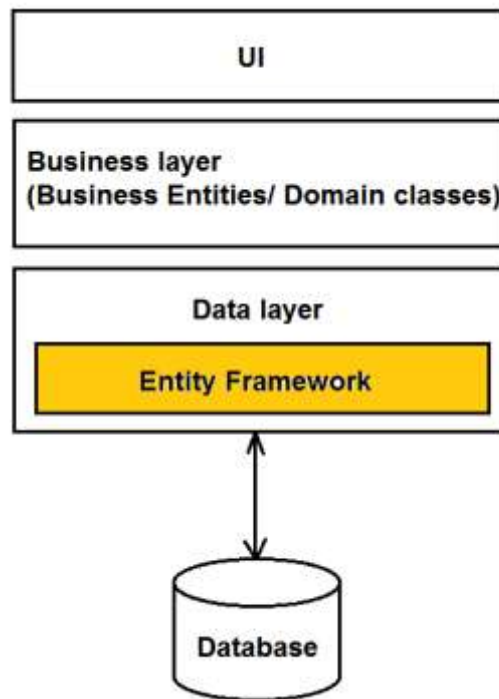 UI
Business layer
(Business Entities/ Domain classes)
Data layer
Entity Framework
Database